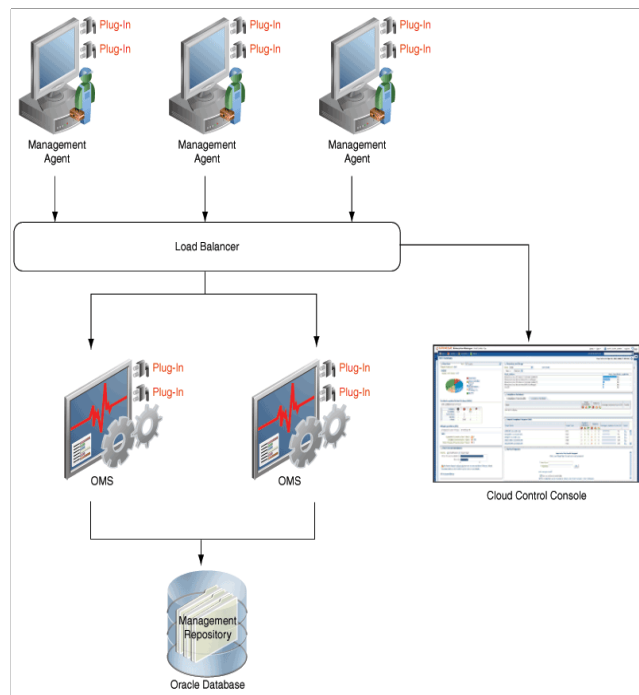 Plug-In
Plug-In
Plug-In
Plug-In
Plug-In
Plug-In
Management
Agent
Management
Agent
Management
Agent
Load Balancer
Plug-In
Plug-In
Plug-In
Plug-In
OMS
OMS
Cloud Control Console
Management
Repository
Oracle Database